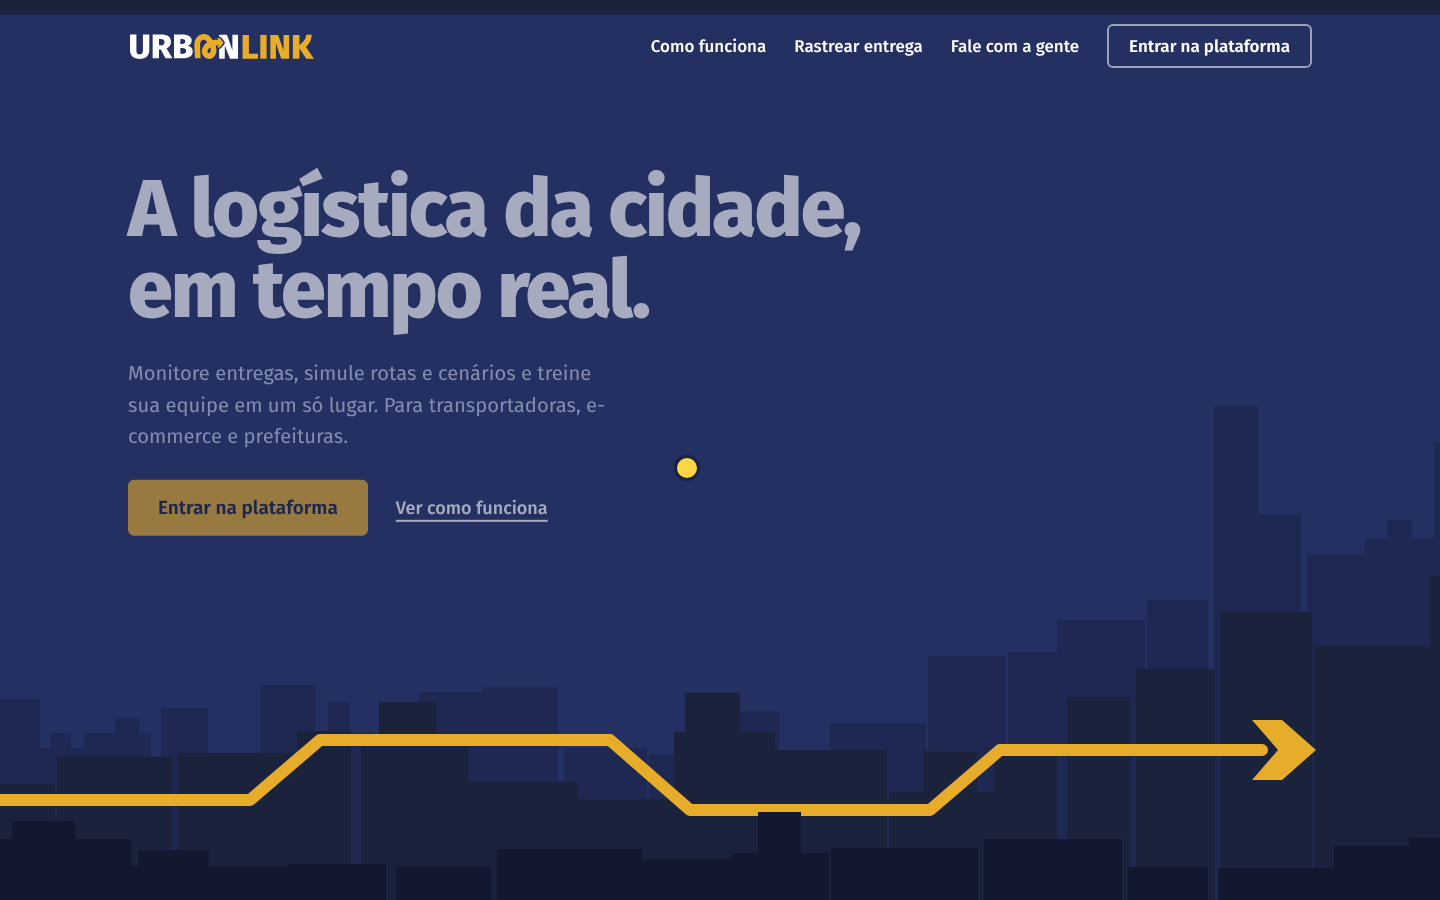 URBANLINK
Como funciona
Rastrear entrega
Fale com a gente
Entrar na plataforma
A logística da cidade,
em tempo real.
Monitore entregas, simule rotas e cenários e treine
sua equipe em um só lugar. Para transportadoras, e-
commerce e prefeituras.
Entrar na plataforma
Ver como funciona